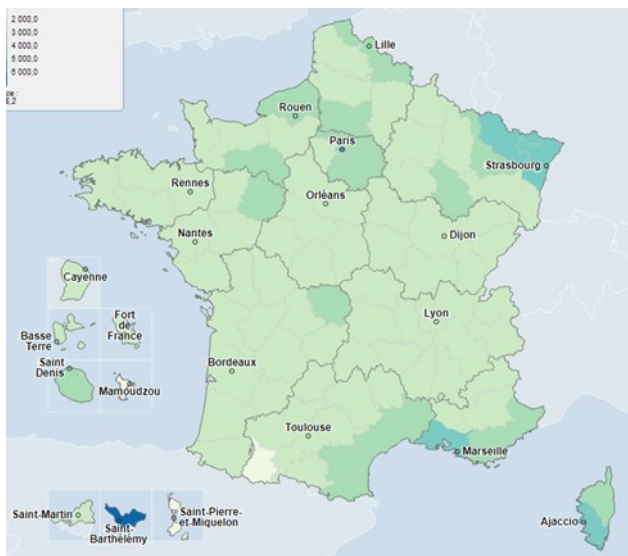 2 000,0
3 000,0
4 000,0
5 000,0
6 000,0
Lille
Rouen
Paris
Strasbourg
Rennes
Orléans
Nantes
Dijon
Cayenne
Fort
de
France
Basse
Terre
Lyon
Saint
Denis
Mamoudzou
Bordeaux
Toulouse
Marseille
Saint-Martin
Saint-
Barthélémy
Saint-Pierre-
et-Miquelon
Ajaccio